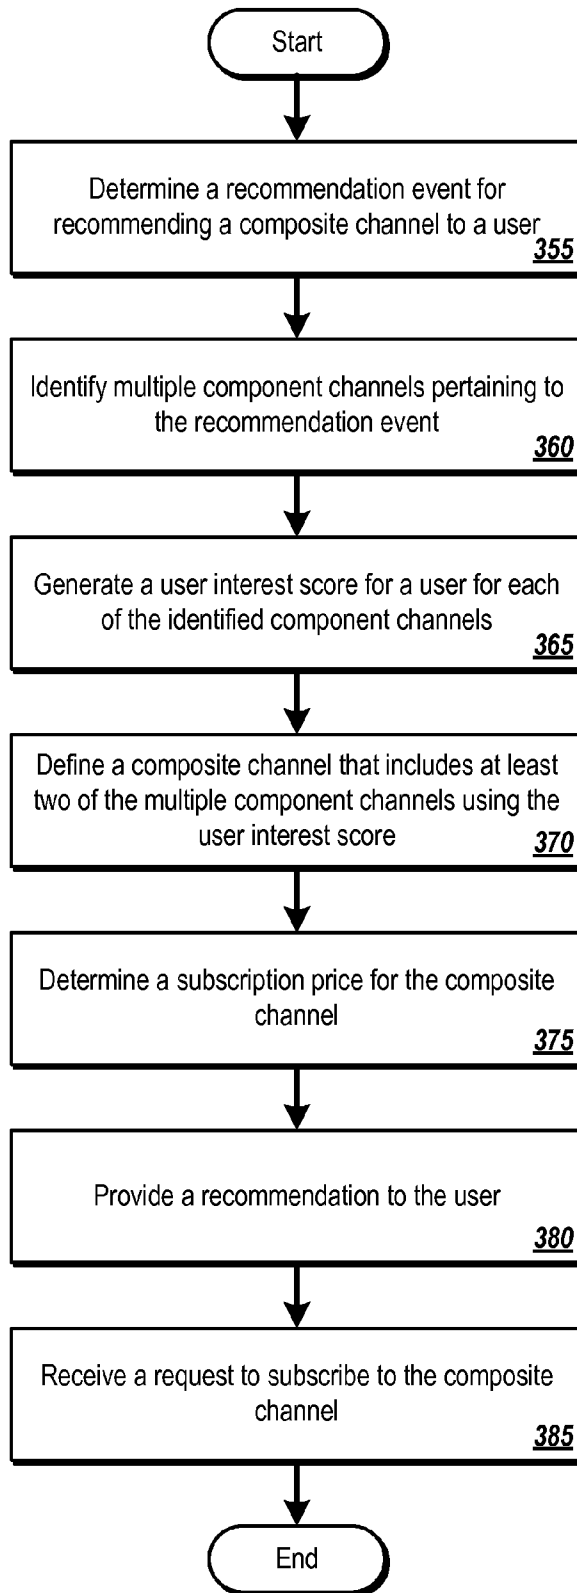 Start
Determine a recommendation event for
recommending a composite channel to a user
355
Identify multiple component channels pertaining to
the recommendation event
360
Generate a user interest score for a user for each
of the identified component channels
365
Define a composite channel that includes at least
two of the multiple component channels using the
user interest score
370
Determine a subscription price for the composite
channel
375
Provide a recommendation to the user
380
Receive a request to subscribe to the composite
channel
385
End